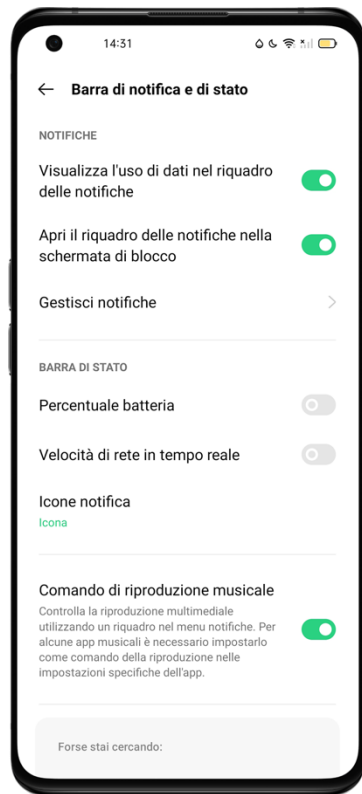 14:31
Barra di notifica e di stato
NOTIFICHE
Visualizza l'uso di dati nel riquadro
delle notifiche
Apri il riquadro delle notifiche nella
schermata di blocco
Gestisci notifiche
BARRA DI STATO
Percentuale batteria
Velocità di rete in tempo reale
Icone notifica
Icona
Comando di riproduzione musicale
Controlla la riproduzione multimediale
utilizzando un riquadro nel menu notifiche. Per
alcune app musicali è necessario impostarlo
come comando della riproduzione nelle
impostazioni specifiche dell'app.
Forse stai cercando: